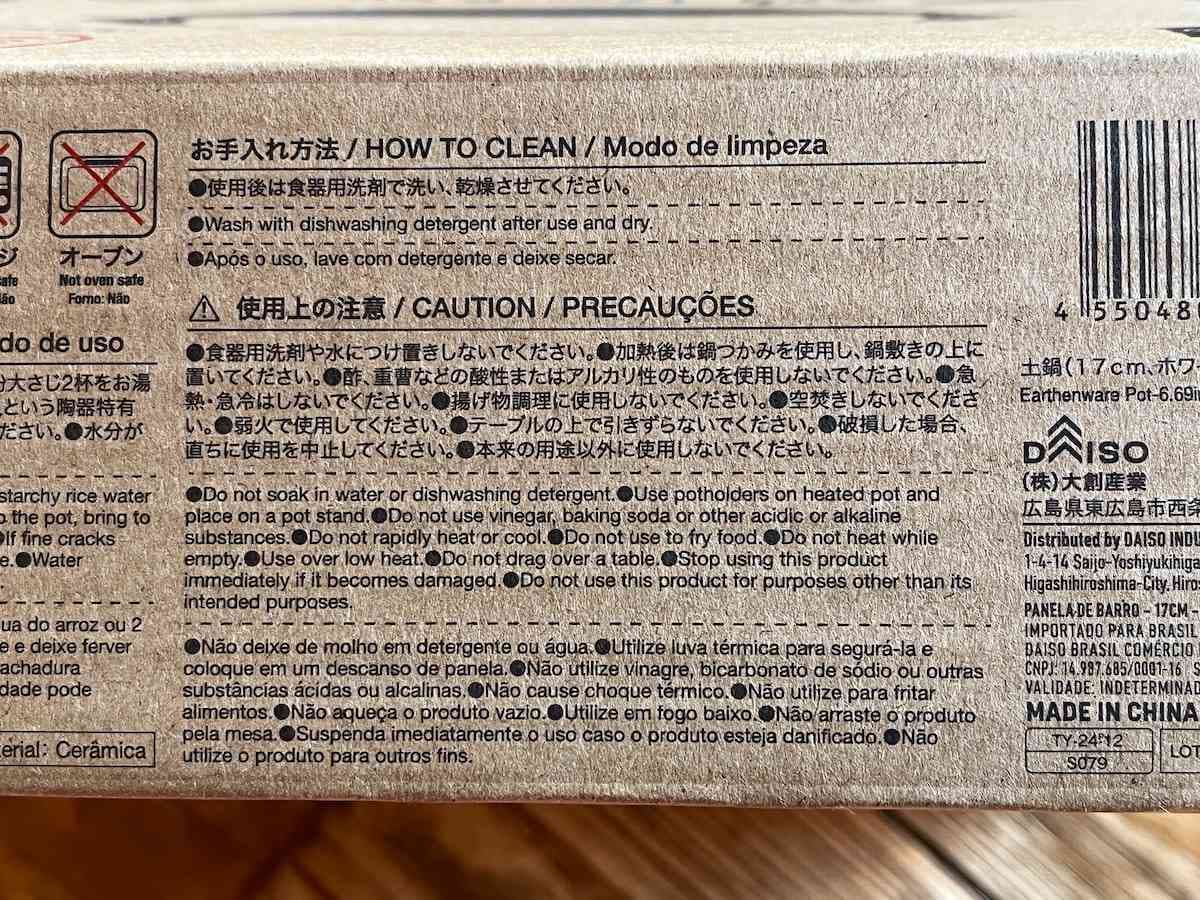 お手入れ方法 / HOW TO CLEAN / Modo de limpeza
●使用後は食器用洗剤で洗い、乾燥させてください。
●Wash with dishwashing detergent after use and dry.
●Após o uso, lave com detergente e deixe secar.
オーブン
Not oven safe
Forno: Não
ジ
⚠ 使用上の注意 / CAUTION / PRECAUÇÕES
●食器用洗剤や水につけ置きしないでください。●加熱後は鍋つかみを使用し、鍋敷きの上に
置いてください。●酢、重曹などの酸性またはアルカリ性のものを使用しないでください。●急
熱・急冷はしないでください。●揚げ物調理に使用しないでください。●空焚きしないでくださ
い。●弱火で使用してください。●テーブルの上で引きずらないでください。●破損した場合、
直ちに使用を中止してください。●本来の用途以外に使用しないでください。
●Do not soak in water or dishwashing detergent.●Use potholders on heated pot and
place on a pot stand.●Do not use vinegar, baking soda or other acidic or alkaline
substances.●Do not rapidly heat or cool.●Do not use to fry food.●Do not heat while
empty.●Use over low heat.●Do not drag over a table.●Stop using this product
immediately if it becomes damaged.●Do not use this product for purposes other than its
intended purposes.
●Não deixe de molho em detergente ou água.●Utilize luva térmica para segurá-la e
coloque em um descanso de panela.●Não utilize vinagre, bicarbonato de sódio ou outras
substâncias ácidas ou alcalinas.●Não cause choque térmico.●Não utilize para fritar
alimentos.●Não aqueça o produto vazio.●Utilize em fogo baixo.●Não arraste o produto
pela mesa.●Suspenda imediatamente o uso caso o produto esteja danificado.●Não
utilize o produto para outros fins.
do de uso
大さじ2杯をお湯
という陶器特有
ださい。●水分が
starchy rice water
the pot, bring to
If fine cracks
e.●Water
ua do arroz ou 2
e e deixe ferver
achadura
dade pode
erial: Cerâmica
4 55048
土鍋(17cm、ホワ
Earthenware Pot-6.69i
DAISO
(株)大創産業
広島県東広島市西条
Distributed by DAISO INDU
1-4-14 Saijo-Yoshiyukihiga
Higashihiroshima-City, Hiros
PANELA DE BARRO - 17CM -
IMPORTADO PARA BRASIL
DAISO BRASIL COMÉRCIO
CNPJ: 14.987.685/0001-16
VALIDADE: INDETERMINAD
MADE IN CHINA
TY-2412
S079
LOT